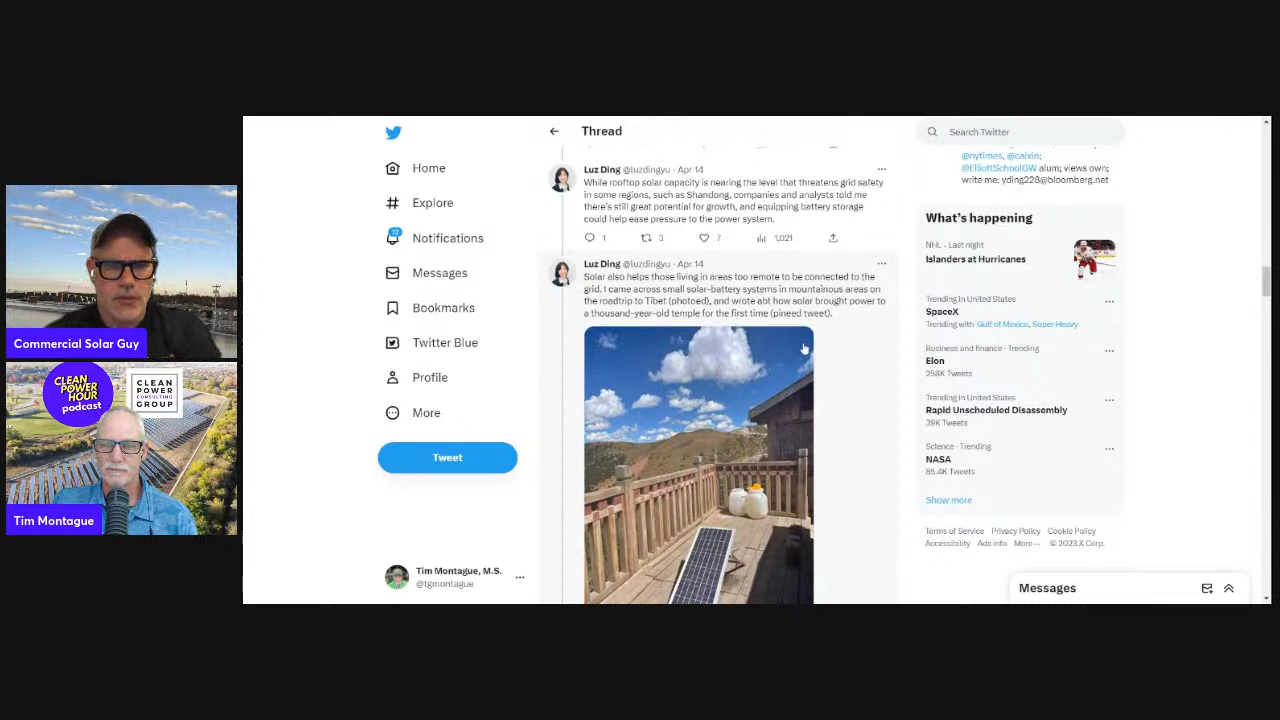 Commercial Solar Guy
CLEAN
POWER
HOUR
podcast
CLEAN
POWER
CONSULTING
GROUP
Tim Montague
Home
Explore
12
Notifications
Messages
Bookmarks
Twitter Blue
Profile
More
Tweet
Tim Montague, M.S.
@tgmontague
Thread
Luz Ding @luzdingyu · Apr 14
While rooftop solar capacity is nearing the level that threatens grid safety
in some regions, such as Shandong, companies and analysts told me
there's still great potential for growth, and equipping battery storage
could help ease pressure to the power system.
1 3 7 1,021
Luz Ding @luzdingyu · Apr 14
Solar also helps those living in areas too remote to be connected to the
grid. I came across small solar-battery systems in mountainous areas on
the roadtrip to Tibet (photoed), and wrote abt how solar brought power to
a thousand-year-old temple for the first time (pineed tweet).
Search Twitter
@nytimes, @caixin;
@ElliottSchoolGW alum; views own;
write me: yding228@bloomberg.net
What's happening
NHL · Last night
Islanders at Hurricanes
Trending in United States
SpaceX
Trending with Gulf of Mexico, Super Heavy
Business and finance · Trending
Elon
258K Tweets
Trending in United States
Rapid Unscheduled Disassembly
39K Tweets
Science · Trending
NASA
85.4K Tweets
Show more
Terms of Service Privacy Policy Cookie Policy
Accessibility Ads info More ··· © 2023 X Corp.
Messages